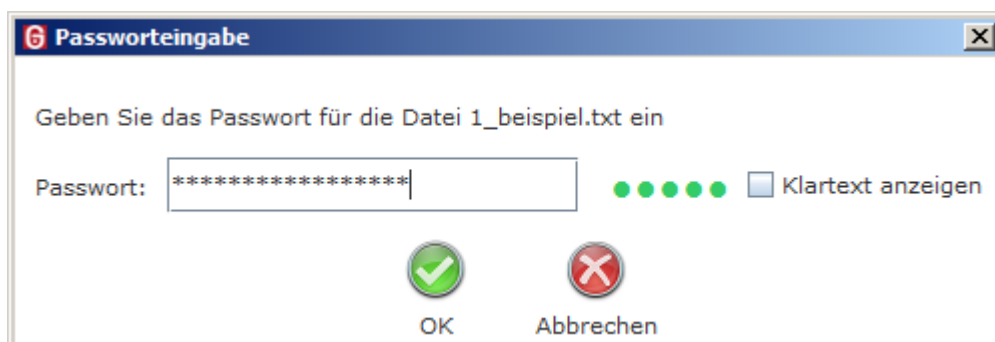 Passworteingabe
Geben Sie das Passwort für die Datei 1_beispiel.txt ein
Passwort: ***************** Klartext anzeigen
OK Abbrechen